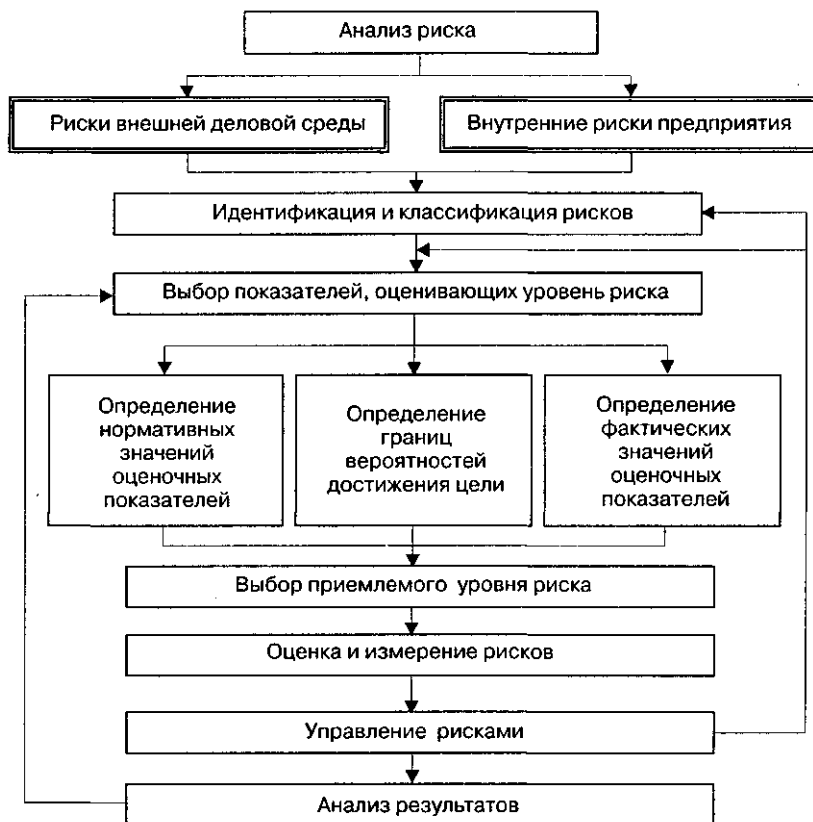 Анализ риска
Риски внешней деловой среды
Внутренние риски предприятия
Идентификация и классификация рисков
Выбор показателей, оценивающих уровень риска
Определение
нормативных
значений
оценочных
показателей
Определение
границ
вероятностей
достижения цели
Определение
фактических
значений
оценочных
показателей
Выбор приемлемого уровня риска
Оценка и измерение рисков
Управление рисками
Анализ результатов